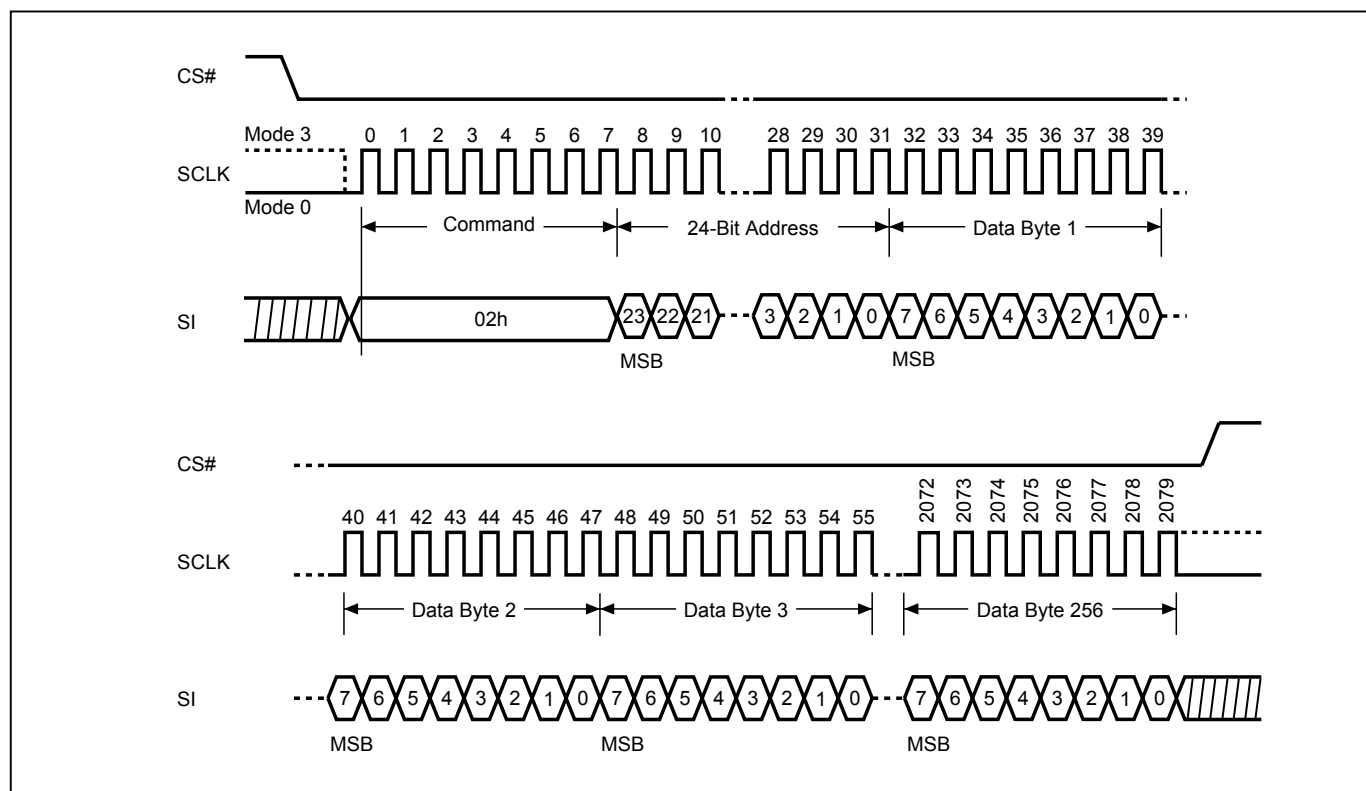 CS#
Mode 3 0 1 2 3 4 5 6 7 8 9 10 28 29 30 31 32 33 34 35 36 37 38 39
SCLK
Mode 0
Command 24-Bit Address Data Byte 1
SI 02h 23 22 21 3 2 1 0 7 6 5 4 3 2 1 0
MSB MSB
CS#
40 41 42 43 44 45 46 47 48 49 50 51 52 53 54 55 2072 2073 2074 2075 2076 2077 2078 2079
SCLK
Data Byte 2 Data Byte 3 Data Byte 256
SI 7 6 5 4 3 2 1 0 7 6 5 4 3 2 1 0 7 6 5 4 3 2 1 0
MSB MSB MSB